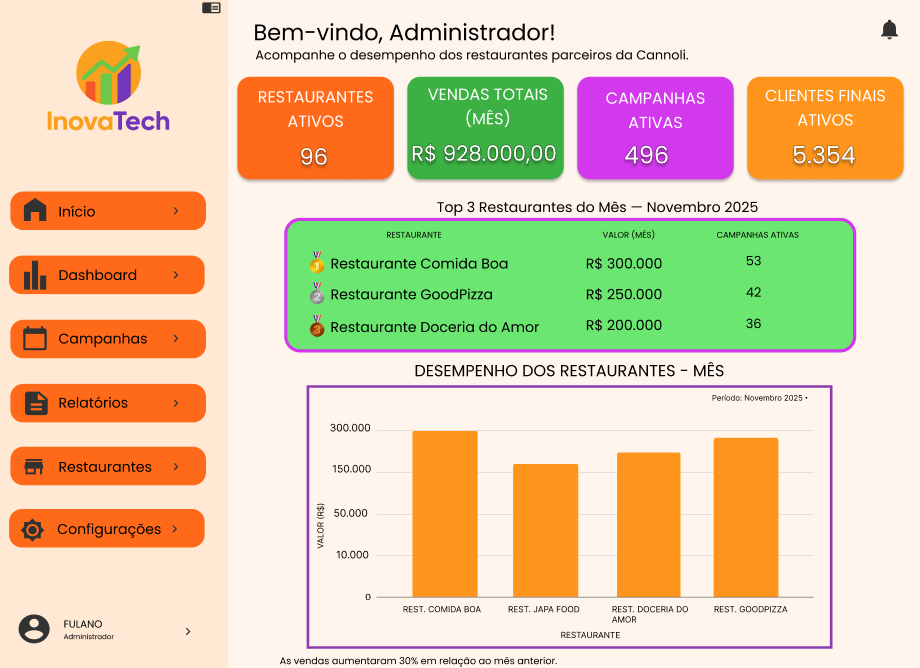 Bem-vindo, Administrador!
Acompanhe o desempenho dos restaurantes parceiros da Cannoli.
InovaTech
Início
Dashboard
Campanhas
Relatórios
Restaurantes
Configurações
FULANO
Administrador
RESTAURANTES
ATIVOS
96
VENDAS TOTAIS
(MÊS)
R$ 928.000,00
CAMPANHAS
ATIVAS
496
CLIENTES FINAIS
ATIVOS
5.354
Top 3 Restaurantes do Mês — Novembro 2025
RESTAURANTE VALOR (MÊS) CAMPANHAS ATIVAS
1 Restaurante Comida Boa R$ 300.000 53
2 Restaurante GoodPizza R$ 250.000 42
3 Restaurante Doceria do Amor R$ 200.000 36
DESEMPENHO DOS RESTAURANTES - MÊS
Período: Novembro 2025 •
VALOR (R$)
300.000
150.000
50.000
10.000
0
REST. COMIDA BOA
REST. JAPA FOOD
REST. DOCERIA DO
AMOR
REST. GOODPIZZA
RESTAURANTE
As vendas aumentaram 30% em relação ao mês anterior.